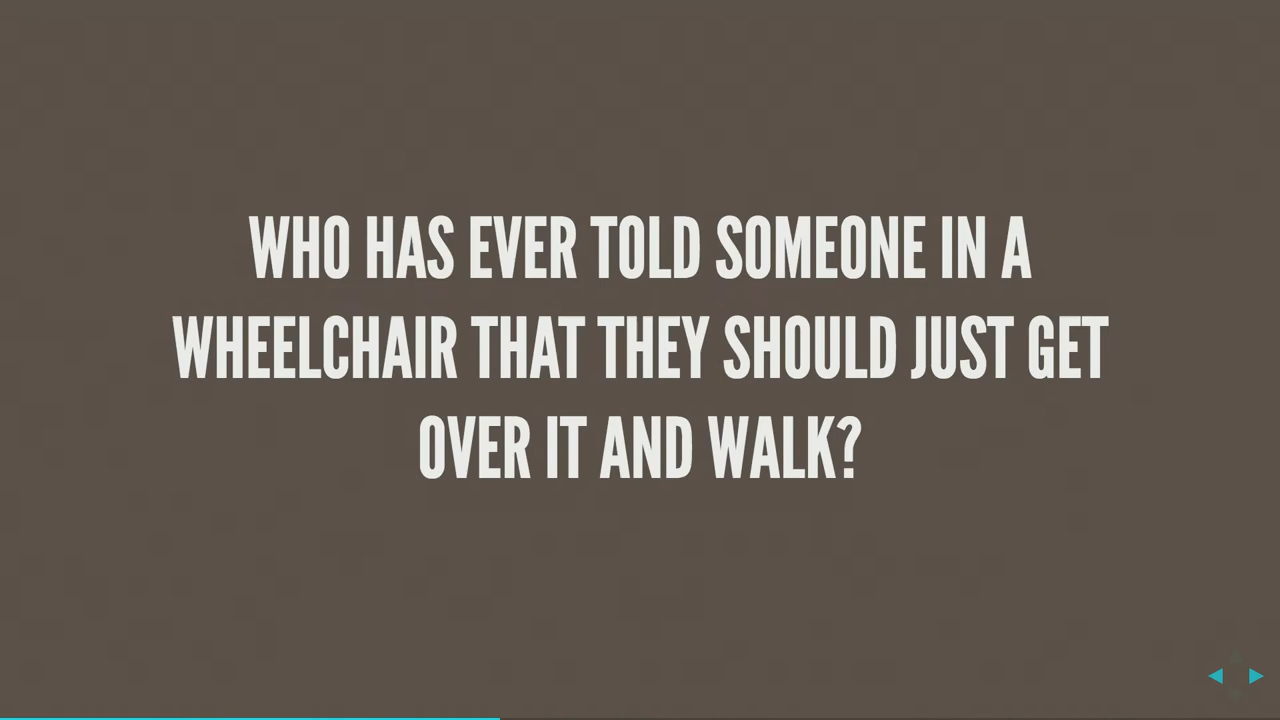 WHO HAS EVER TOLD SOMEONE IN A
WHEELCHAIR THAT THEY SHOULD JUST GET
OVER IT AND WALK?